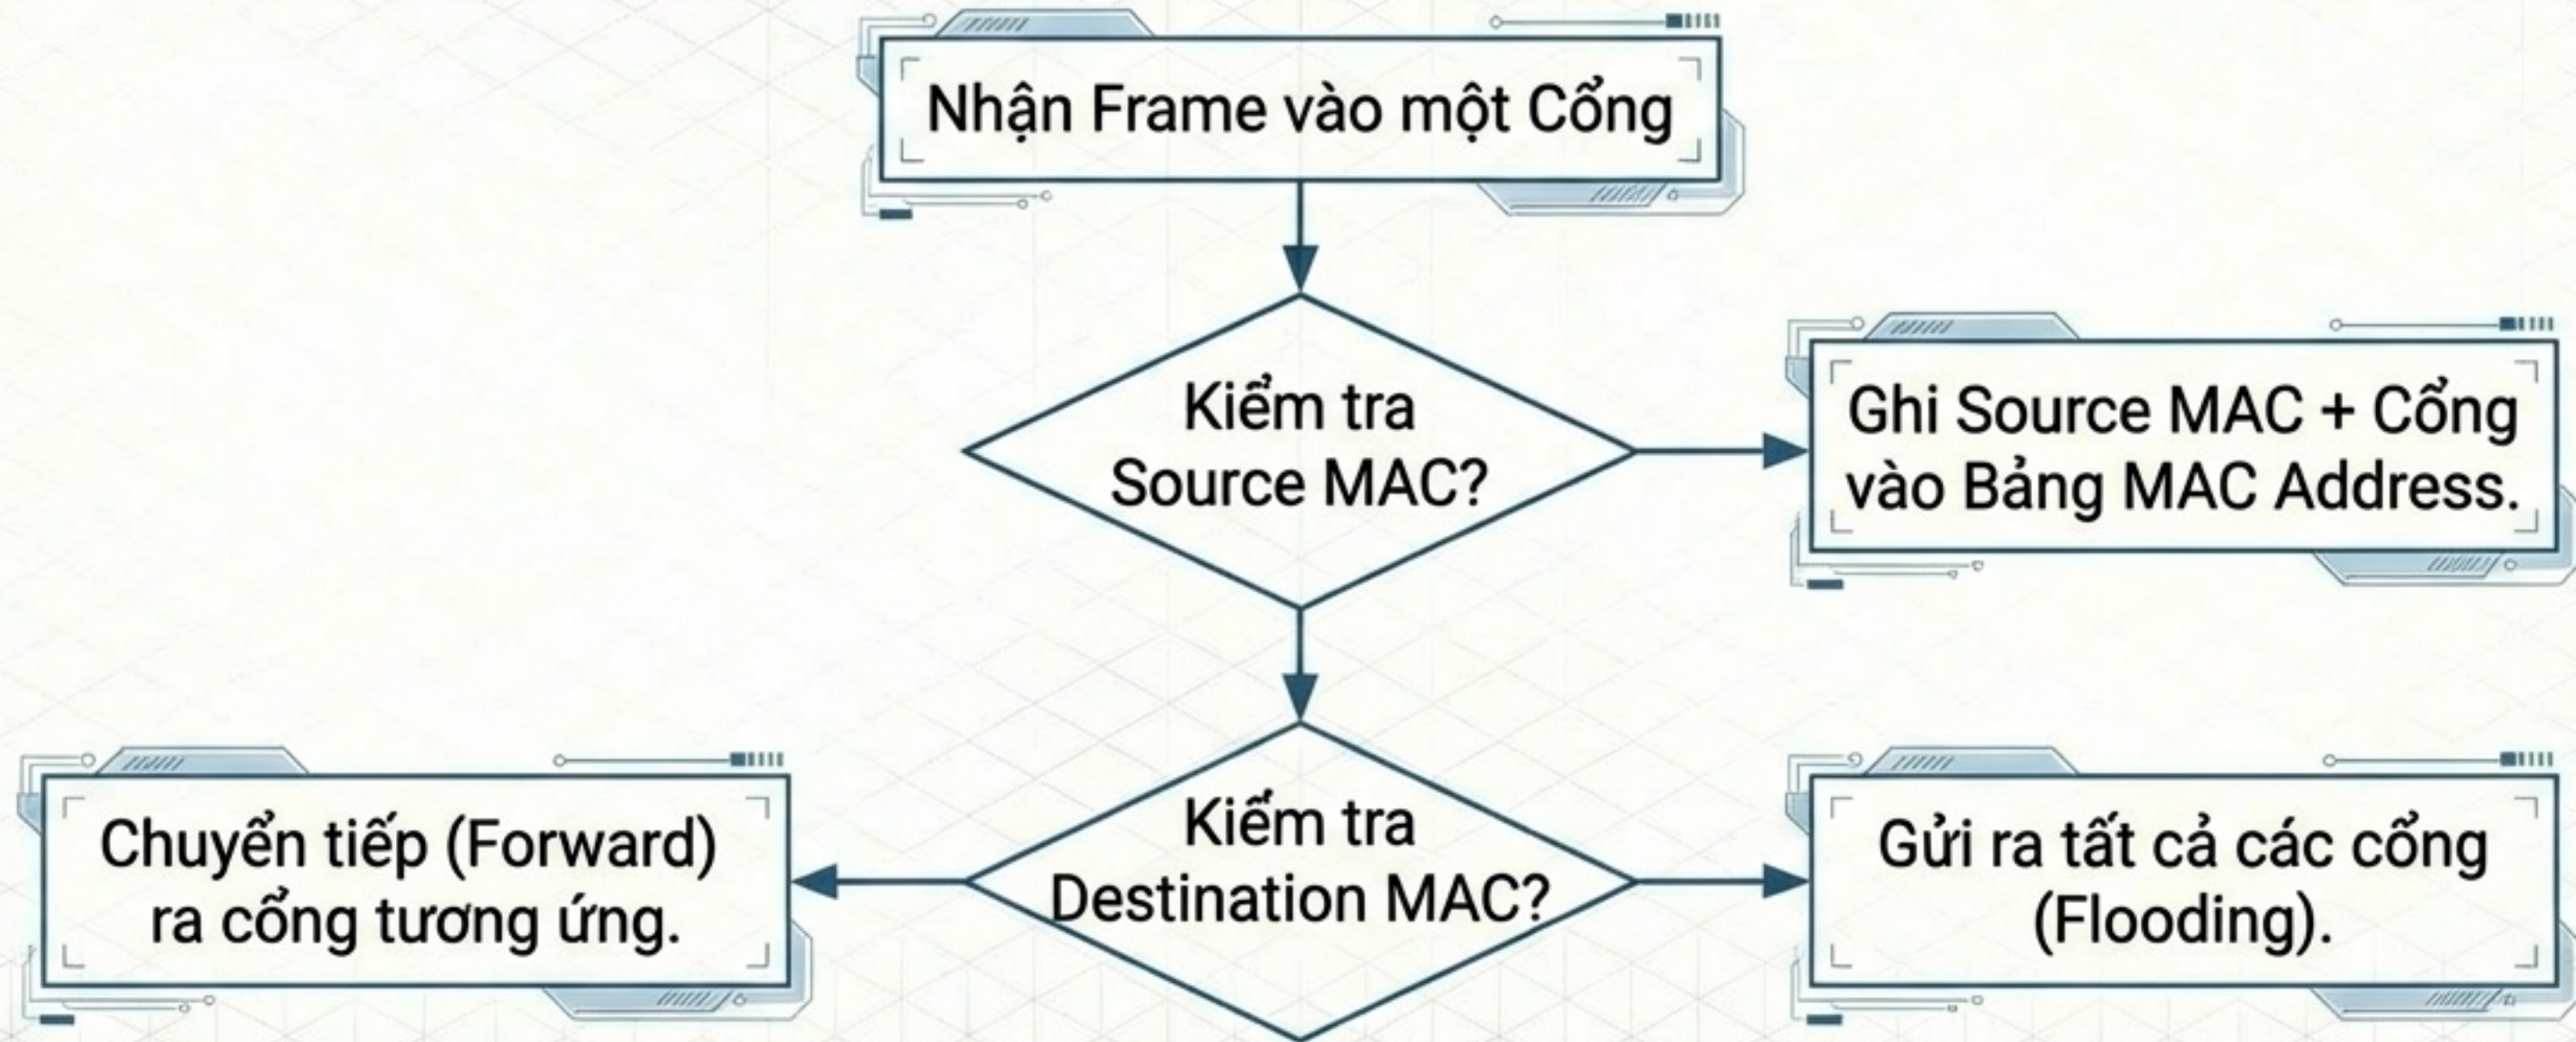 Nhận Frame vào một Cổng
Kiểm tra
Source MAC?
Ghi Source MAC + Cổng
vào Bảng MAC Address.
Chuyển tiếp (Forward)
ra cổng tương ứng.
Kiểm tra
Destination MAC?
Gửi ra tất cả các cổng
(Flooding).